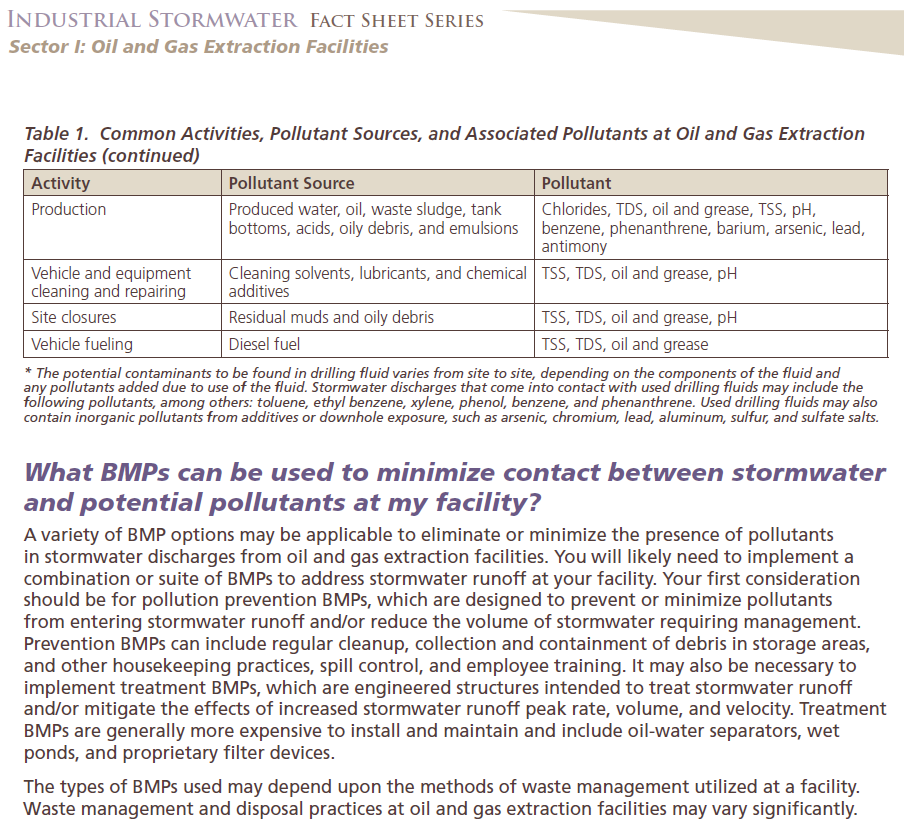 INDUSTRIAL STORMWATER FACT SHEET SERIES
Sector I: Oil and Gas Extraction Facilities
Table 1. Common Activities, Pollutant Sources, and Associated Pollutants at Oil and Gas Extraction
Facilities (continued)
Activity Pollutant Source Pollutant
Production Produced water, oil, waste sludge, tank Chlorides, TDS, oil and grease, TSS, pH,
bottoms, acids, oily debris, and emulsions benzene, phenanthrene, barium, arsenic, lead,
antimony
Vehicle and equipment Cleaning solvents, lubricants, and chemical TSS, TDS, oil and grease, pH
cleaning and repairing additives
Site closures Residual muds and oily debris TSS, TDS, oil and grease, pH
Vehicle fueling Diesel fuel TSS, TDS, oil and grease
* The potential contaminants to be found in drilling fluid varies from site to site, depending on the components of the fluid and
any pollutants added due to use of the fluid. Stormwater discharges that come into contact with used drilling fluids may include the
following pollutants, among others: toluene, ethyl benzene, xylene, phenol, benzene, and phenanthrene. Used drilling fluids may also
contain inorganic pollutants from additives or downhole exposure, such as arsenic, chromium, lead, aluminum, sulfur, and sulfate salts.
What BMPs can be used to minimize contact between stormwater
and potential pollutants at my facility?
A variety of BMP options may be applicable to eliminate or minimize the presence of pollutants
in stormwater discharges from oil and gas extraction facilities. You will likely need to implement a
combination or suite of BMPs to address stormwater runoff at your facility. Your first consideration
should be for pollution prevention BMPs, which are designed to prevent or minimize pollutants
from entering stormwater runoff and/or reduce the volume of stormwater requiring management.
Prevention BMPs can include regular cleanup, collection and containment of debris in storage areas,
and other housekeeping practices, spill control, and employee training. It may also be necessary to
implement treatment BMPs, which are engineered structures intended to treat stormwater runoff
and/or mitigate the effects of increased stormwater runoff peak rate, volume, and velocity. Treatment
BMPs are generally more expensive to install and maintain and include oil-water separators, wet
ponds, and proprietary filter devices.
The types of BMPs used may depend upon the methods of waste management utilized at a facility.
Waste management and disposal practices at oil and gas extraction facilities may vary significantly.